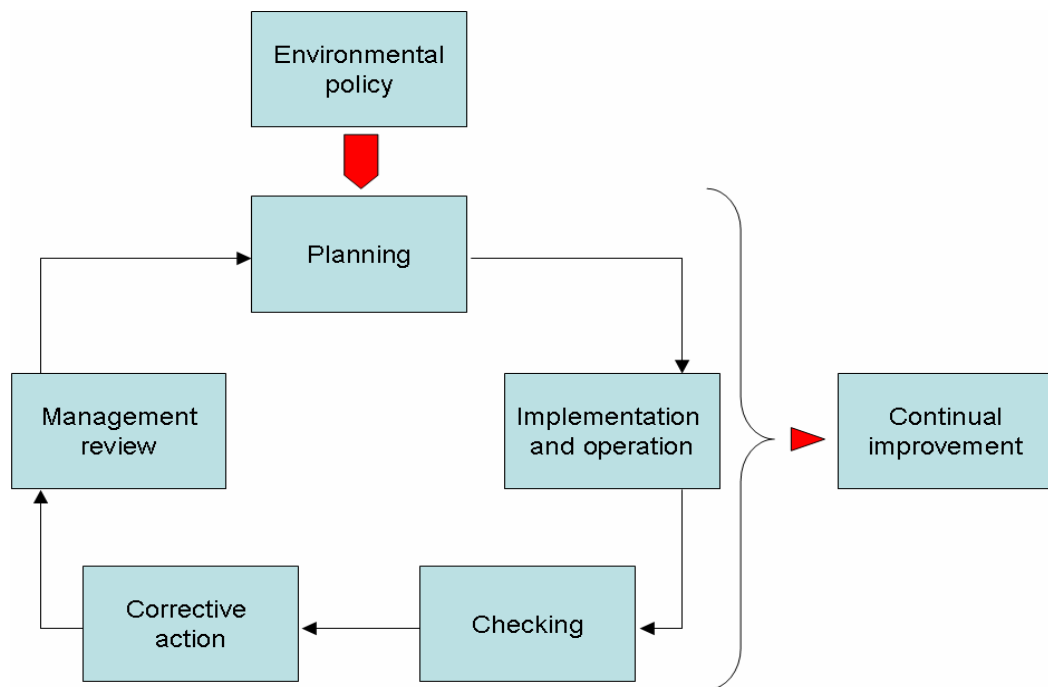 Environmental
policy
Planning
Management
review
Implementation
and operation
Continual
improvement
Corrective
action
Checking